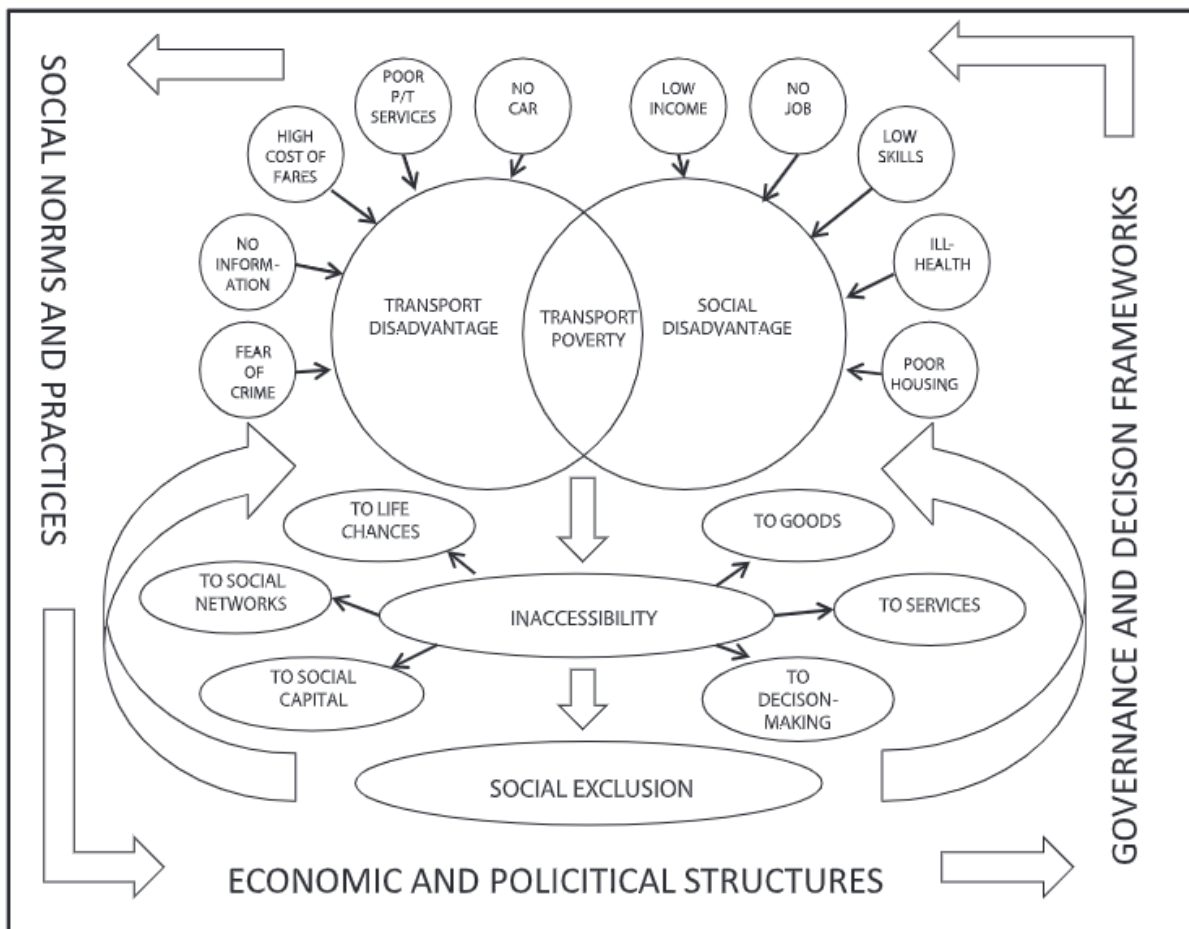 SOCIAL NORMS AND PRACTICES
POOR
P/T
SERVICES
NO
CAR
LOW
INCOME
NO
JOB
HIGH
COST OF
FARES
LOW
SKILLS
NO
INFORM-
ATION
ILL-
HEALTH
FEAR
OF
CRIME
POOR
HOUSING
TRANSPORT
DISADVANTAGE
TRANSPORT
POVERTY
SOCIAL
DISADVANTAGE
GOVERNANCE AND DECISON FRAMEWORKS
TO LIFE
CHANCES
TO GOODS
TO SOCIAL
NETWORKS
INACCESSIBILITY
TO SERVICES
TO SOCIAL
CAPITAL
TO
DECISON-
MAKING
SOCIAL EXCLUSION
ECONOMIC AND POLICITICAL STRUCTURES